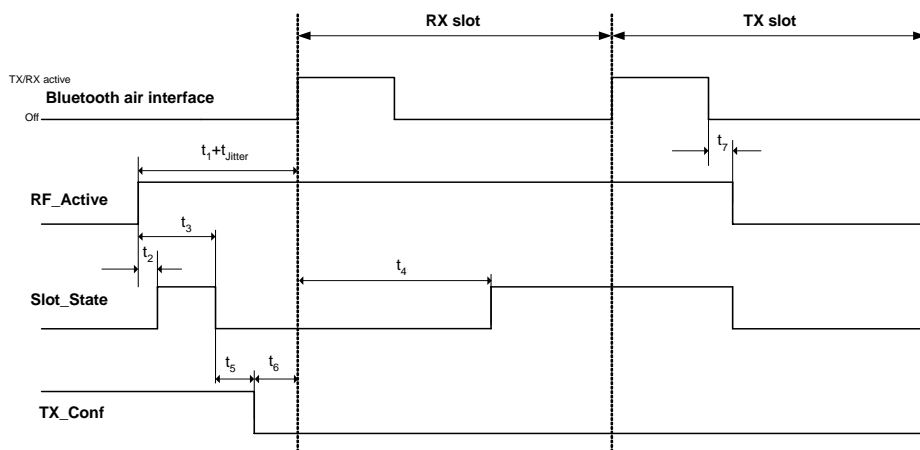 RX slot TX slot
TX/RX active
Bluetooth air interface
Off
t7
t1+tJitter
RF_Active
t3
t2
t4
Slot_State
t5 t6
TX_Conf